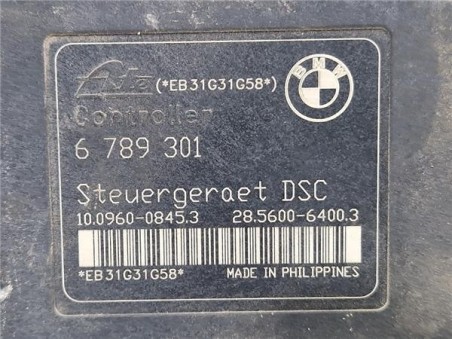 Ate (*EB31G31G58*) BMW
Controller
6 789 301
Steuergeraet DSC
10.0960-0845.3 28.5600-6400.3
*EB31G31G58* MADE IN PHILIPPINES